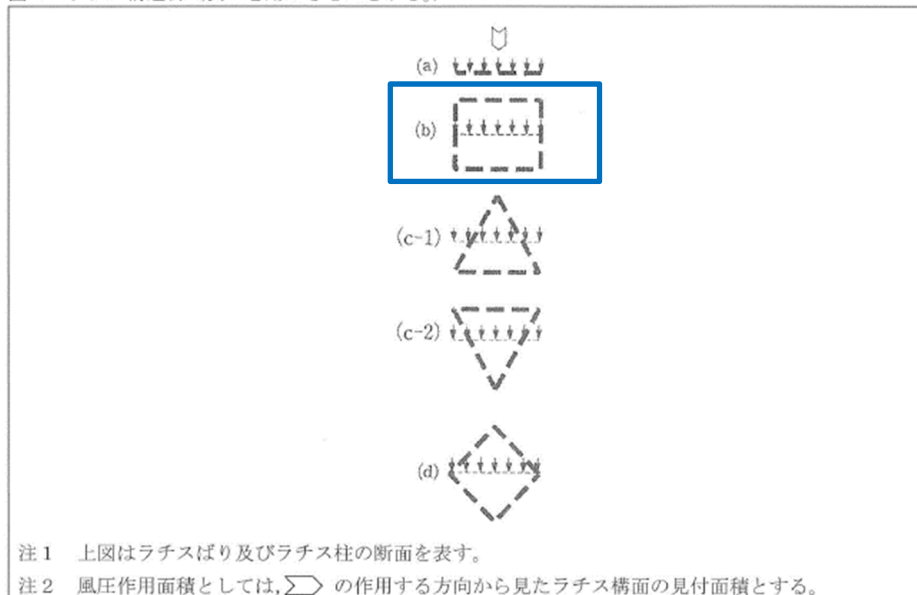 (a)
(b)
(c-1)
(c-2)
(d)
注1 上図はラチスばり及びラチス柱の断面を表す。
注2 風圧作用面積としては, の作用する方向から見たラチス構面の見付面積とする。